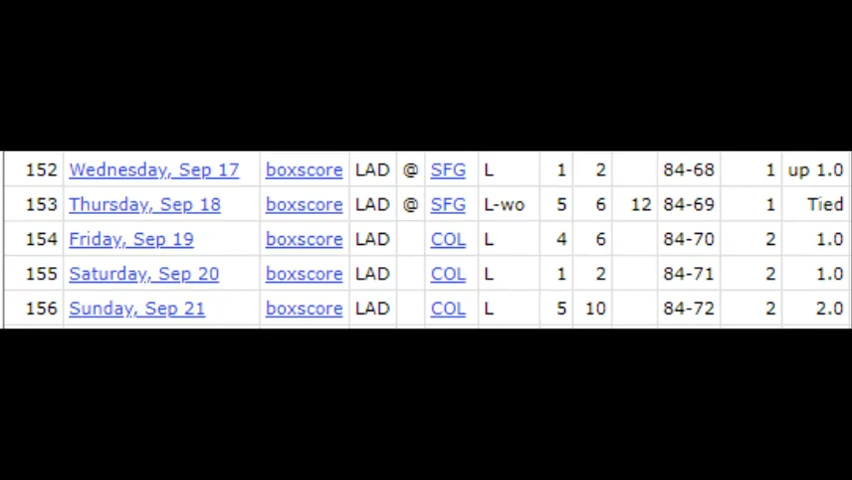 152 Wednesday, Sep 17 boxscore LAD @ SFG L 1 2 84-68 1 up 1.0
153 Thursday, Sep 18 boxscore LAD @ SFG L-wo 5 6 12 84-69 1 Tied
154 Friday, Sep 19 boxscore LAD COL L 4 6 84-70 2 1.0
155 Saturday, Sep 20 boxscore LAD COL L 1 2 84-71 2 1.0
156 Sunday, Sep 21 boxscore LAD COL L 5 10 84-72 2 2.0